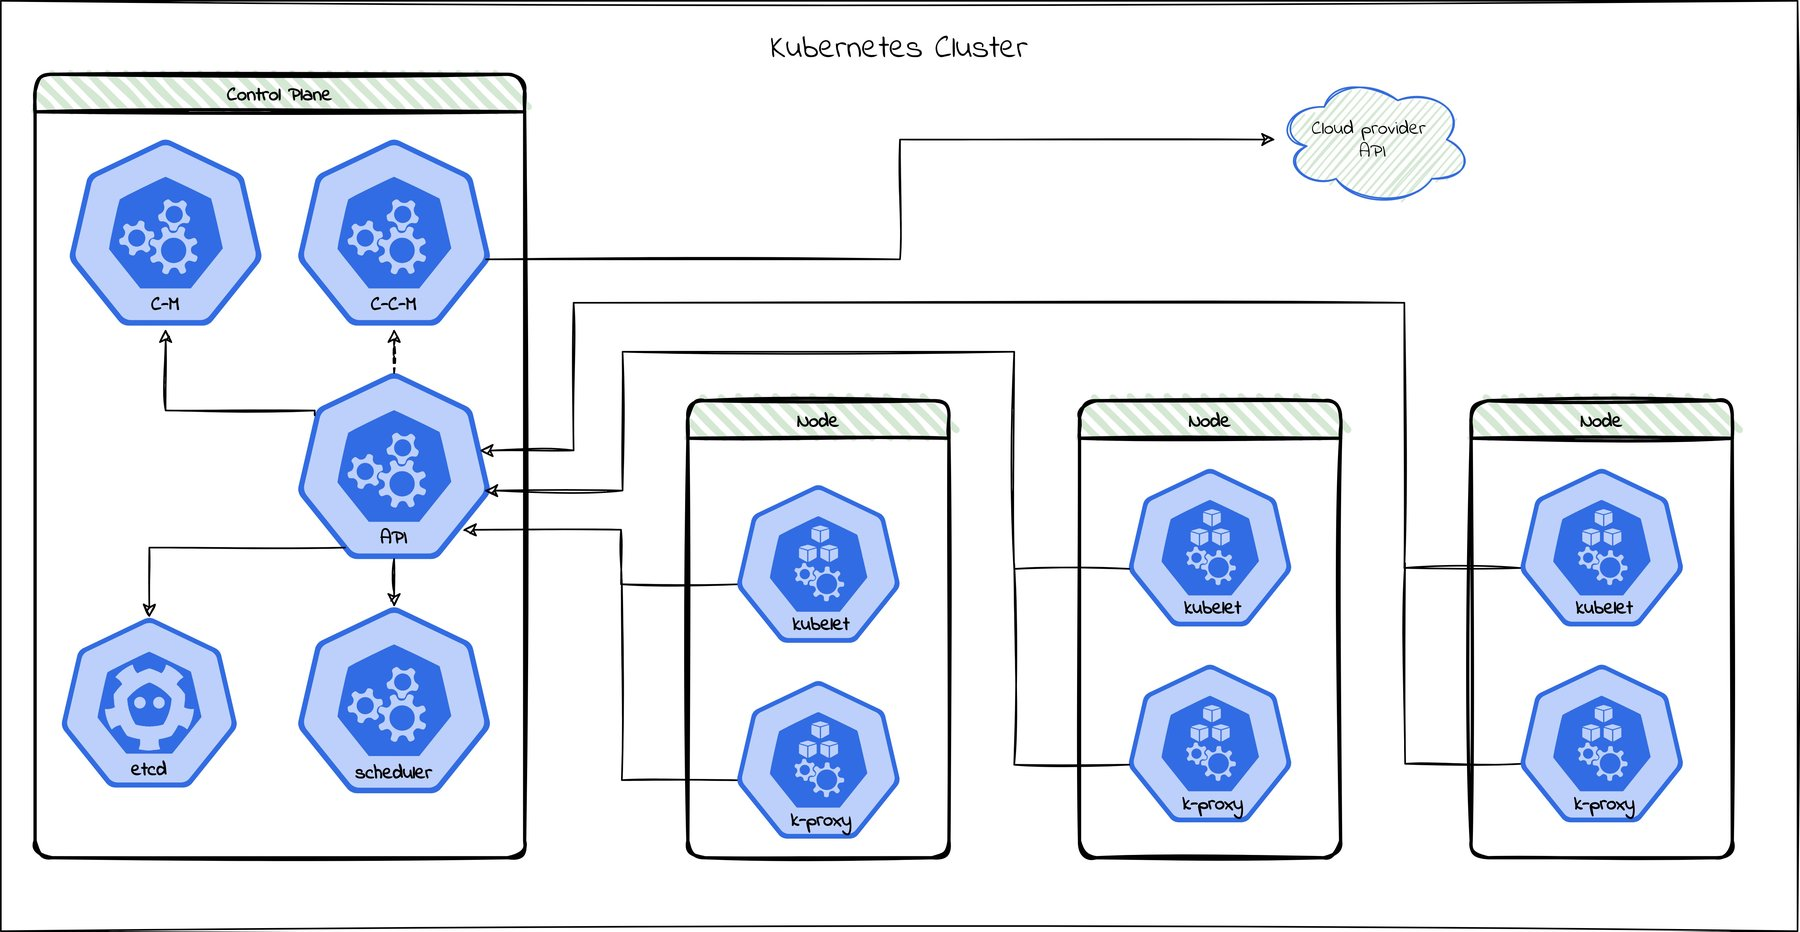 Kubernetes Cluster
Control Plane
Cloud provider
API
C-M
C-C-M
API
etcd
scheduler
Node
kubelet
k-proxy
Node
kubelet
k-proxy
Node
kubelet
k-proxy